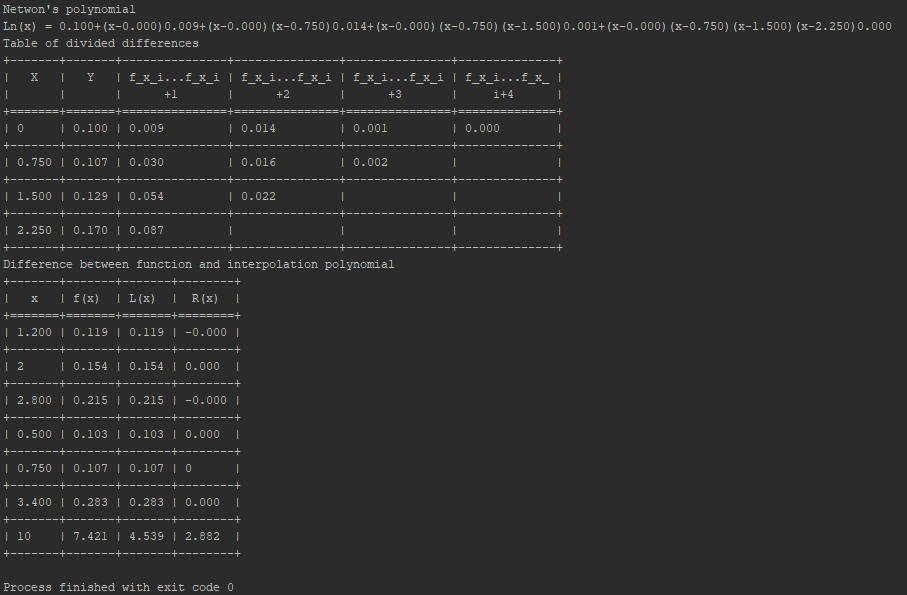 Netwon's polynomial
Ln(x) = 0.100+(x-0.000)0.009+(x-0.000)(x-0.750)0.014+(x-0.000)(x-0.750)(x-1.500)0.001+(x-0.000)(x-0.750)(x-1.500)(x-2.250)0.000
Table of divided differences
+-------+-------+---------------+---------------+---------------+--------------+
|   X   |   Y   | f_x_i...f_x_i | f_x_i...f_x_i | f_x_i...f_x_i | f_x_i...f_x_ |
|       |       |      +1       |      +2       |      +3       |     i+4      |
+=======+=======+===============+===============+===============+==============+
| 0     | 0.100 | 0.009         | 0.014         | 0.001         | 0.000        |
+-------+-------+---------------+---------------+---------------+--------------+
| 0.750 | 0.107 | 0.030         | 0.016         | 0.002         |              |
+-------+-------+---------------+---------------+---------------+--------------+
| 1.500 | 0.129 | 0.054         | 0.022         |               |              |
+-------+-------+---------------+---------------+---------------+--------------+
| 2.250 | 0.170 | 0.087         |               |               |              |
+-------+-------+---------------+---------------+---------------+--------------+
Difference between function and interpolation polynomial
+-------+-------+-------+--------+
|   x   | f(x)  | L(x)  |  R(x)  |
+=======+=======+=======+========+
| 1.200 | 0.119 | 0.119 | -0.000 |
+-------+-------+-------+--------+
| 2     | 0.154 | 0.154 | 0.000  |
+-------+-------+-------+--------+
| 2.800 | 0.215 | 0.215 | -0.000 |
+-------+-------+-------+--------+
| 0.500 | 0.103 | 0.103 | 0.000  |
+-------+-------+-------+--------+
| 0.750 | 0.107 | 0.107 | 0      |
+-------+-------+-------+--------+
| 3.400 | 0.283 | 0.283 | 0.000  |
+-------+-------+-------+--------+
| 10    | 7.421 | 4.539 | 2.882  |
+-------+-------+-------+--------+
Process finished with exit code 0